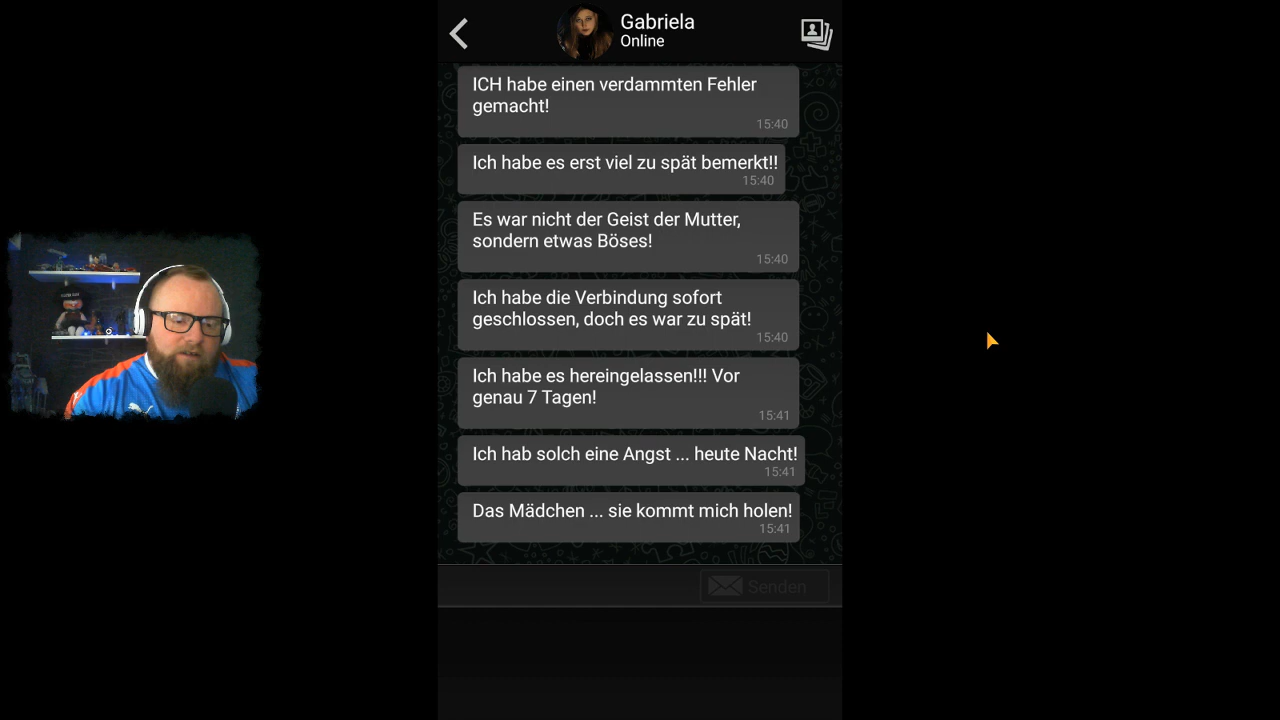 Gabriela
Online
ICH habe einen verdammten Fehler
gemacht!
15:40
Ich habe es erst viel zu spät bemerkt!!
15:40
Es war nicht der Geist der Mutter,
sondern etwas Böses!
15:40
Ich habe die Verbindung sofort
geschlossen, doch es war zu spät!
15:40
Ich habe es hereingelassen!!! Vor
genau 7 Tagen!
15:41
Ich hab solch eine Angst ... heute Nacht!
15:41
Das Mädchen ... sie kommt mich holen!
15:41
Senden